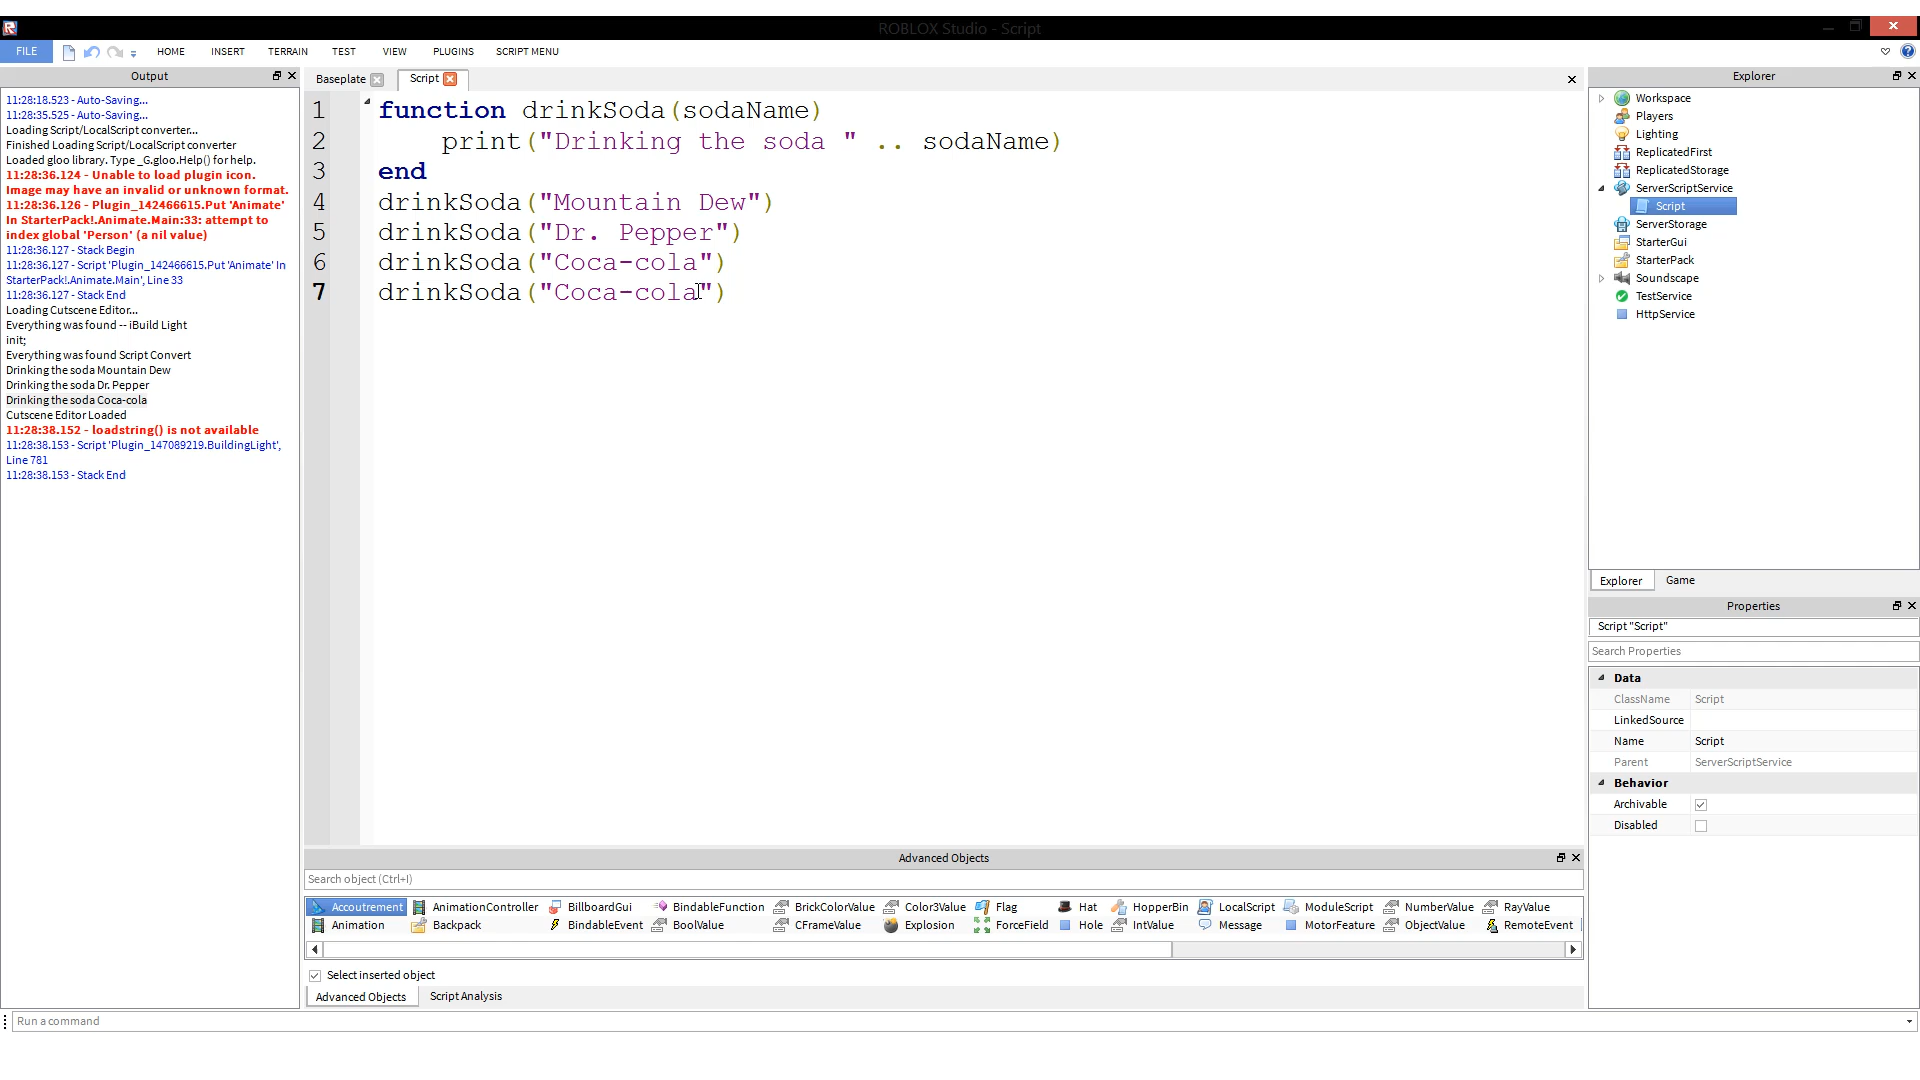 ROBLOX Studio - Script
FILE HOME INSERT TERRAIN TEST VIEW PLUGINS SCRIPT MENU
Output
11:28:18.523 - Auto-Saving...
11:28:35.525 - Auto-Saving...
Loading Script/LocalScript converter...
Finished Loading Script/LocalScript converter
Loaded gloo library. Type _G.gloo.Help() for help.
11:28:36.124 - Unable to load plugin icon.
Image may have an invalid or unknown format.
11:28:36.126 - Plugin_142466615.Put 'Animate'
In StarterPack!.Animate.Main:33: attempt to
index global 'Person' (a nil value)
11:28:36.127 - Stack Begin
11:28:36.127 - Script 'Plugin_142466615.Put 'Animate' In
StarterPack!.Animate.Main', Line 33
11:28:36.127 - Stack End
Loading Cutscene Editor...
Everything was found -- iBuild Light
init;
Everything was found Script Convert
Drinking the soda Mountain Dew
Drinking the soda Dr. Pepper
Drinking the soda Coca-cola
Cutscene Editor Loaded
11:28:38.152 - loadstring() is not available
11:28:38.153 - Script 'Plugin_147089219.BuildingLight',
Line 781
11:28:38.153 - Stack End
Baseplate Script
1 function drinkSoda(sodaName)
2 print("Drinking the soda " .. sodaName)
3 end
4 drinkSoda("Mountain Dew")
5 drinkSoda("Dr. Pepper")
6 drinkSoda("Coca-cola")
7 drinkSoda("Coca-cola")
Advanced Objects
Search object (Ctrl+I)
Accoutrement AnimationController BillboardGui BindableFunction BrickColorValue Color3Value Flag Hat HopperBin LocalScript ModuleScript NumberValue RayValue
Animation Backpack BindableEvent BoolValue CFrameValue Explosion ForceField Hole IntValue Message MotorFeature ObjectValue RemoteEvent
Select inserted object
Advanced Objects Script Analysis
Explorer
Workspace
Players
Lighting
ReplicatedFirst
ReplicatedStorage
ServerScriptService
Script
ServerStorage
StarterGui
StarterPack
Soundscape
TestService
HttpService
Explorer Game
Properties
Script "Script"
Search Properties
Data
ClassName Script
LinkedSource
Name Script
Parent ServerScriptService
Behavior
Archivable
Disabled
Run a command